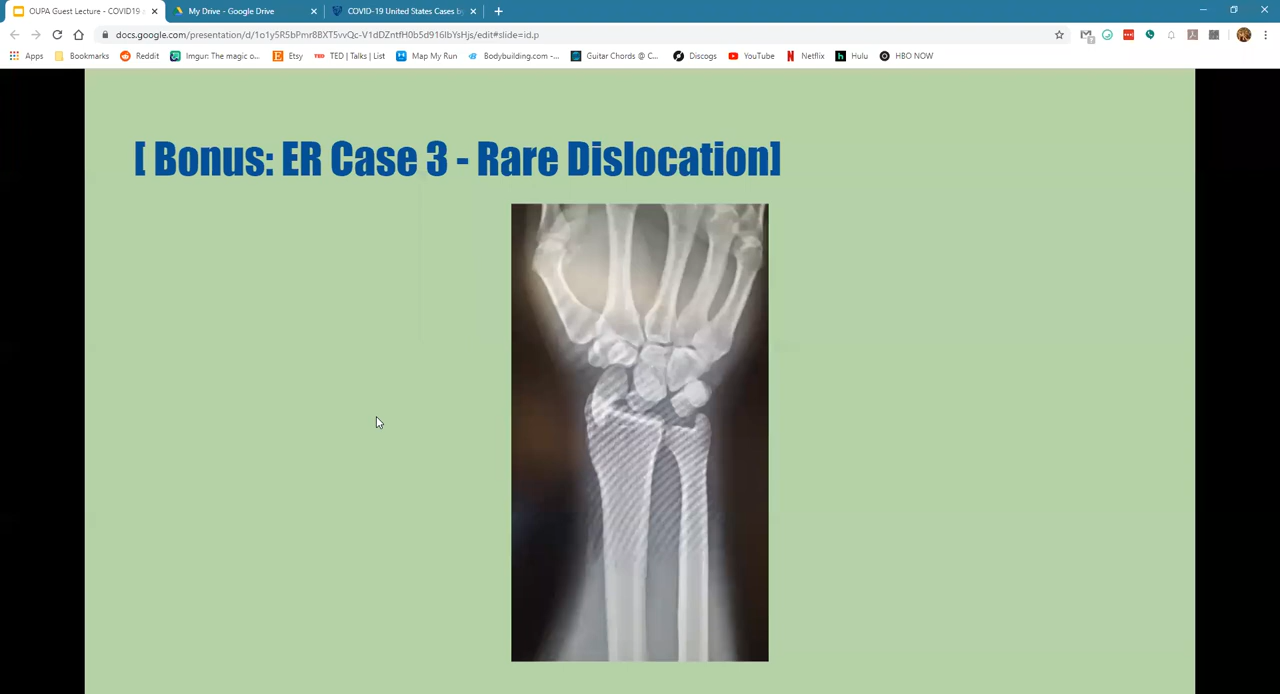 OUPA Guest Lecture - COVID19
My Drive - Google Drive
COVID-19 United States Cases by
docs.google.com/presentation/d/1o1y5R5bPmr8BXT5vvQc-V1dDZntfH0b5d916IbYsHjs/edit#slide=id.p
Apps Bookmarks Reddit Imgur: The magic o... Etsy TED | Talks | List Map My Run Bodybuilding.com -... Guitar Chords @ C... Discogs YouTube Netflix Hulu HBO NOW
[ Bonus: ER Case 3 - Rare Dislocation]